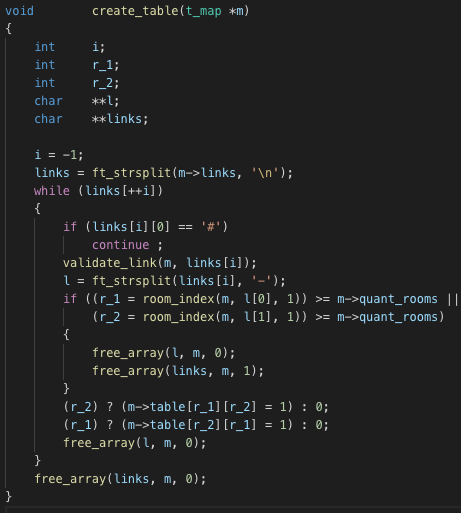 void        create_table(t_map *m)
{
    int     i;
    int     r_1;
    int     r_2;
    char    **l;
    char    **links;

    i = -1;
    links = ft_strsplit(m->links, '\n');
    while (links[++i])
    {
        if (links[i][0] == '#')
            continue ;
        validate_link(m, links[i]);
        l = ft_strsplit(links[i], '-');
        if ((r_1 = room_index(m, l[0], 1)) >= m->quant_rooms ||
            (r_2 = room_index(m, l[1], 1)) >= m->quant_rooms)
        {
            free_array(l, m, 0);
            free_array(links, m, 1);
        }
        (r_2) ? (m->table[r_1][r_2] = 1) : 0;
        (r_1) ? (m->table[r_2][r_1] = 1) : 0;
        free_array(l, m, 0);
    }
    free_array(links, m, 0);
}